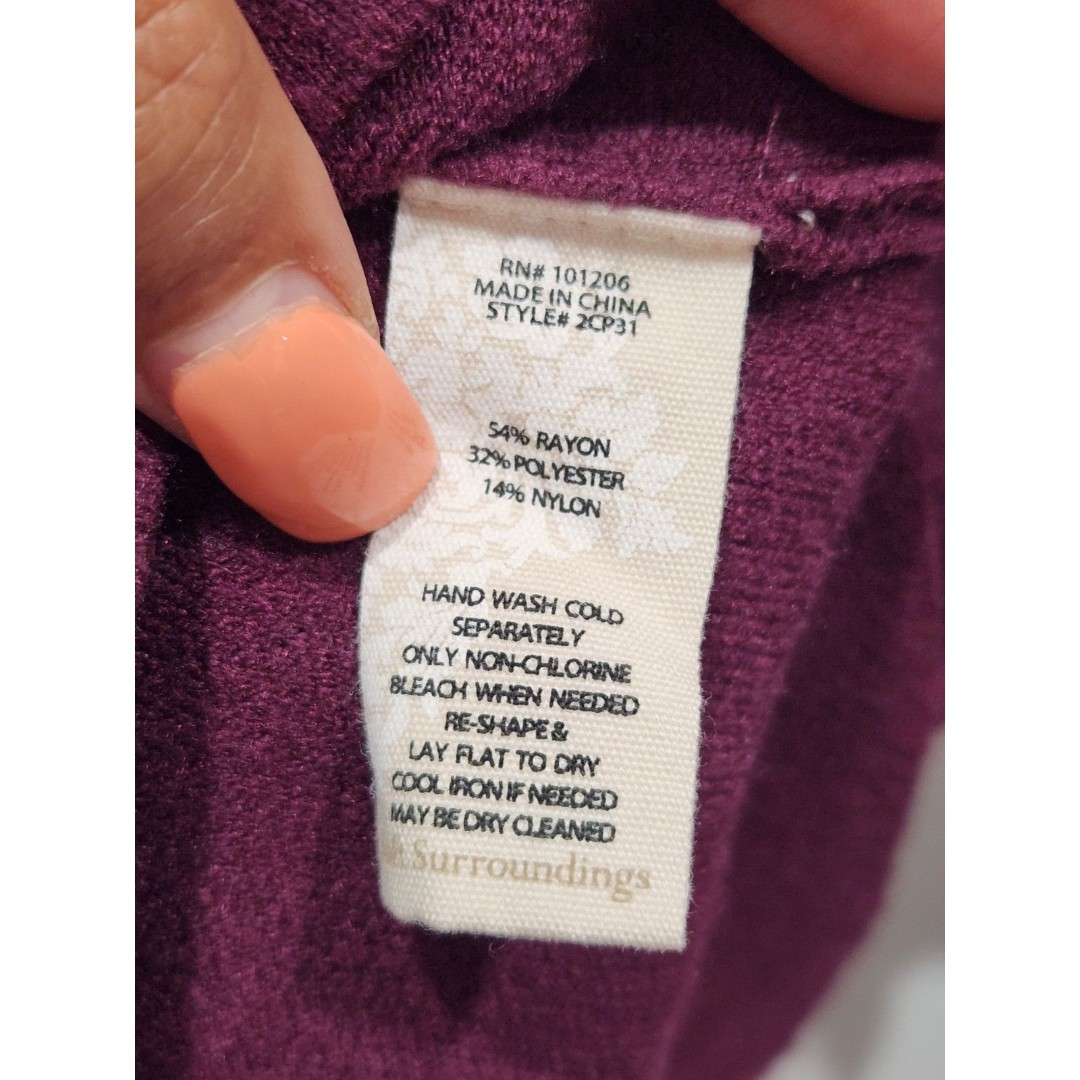 RN# 101206
MADE IN CHINA
STYLE# 2CP31
54% RAYON
32% POLYESTER
14% NYLON
HAND WASH COLD
SEPARATELY
ONLY NON-CHLORINE
BLEACH WHEN NEEDED
RE-SHAPE &
LAY FLAT TO DRY
COOL IRON IF NEEDED
MAY BE DRY CLEANED
Surroundings